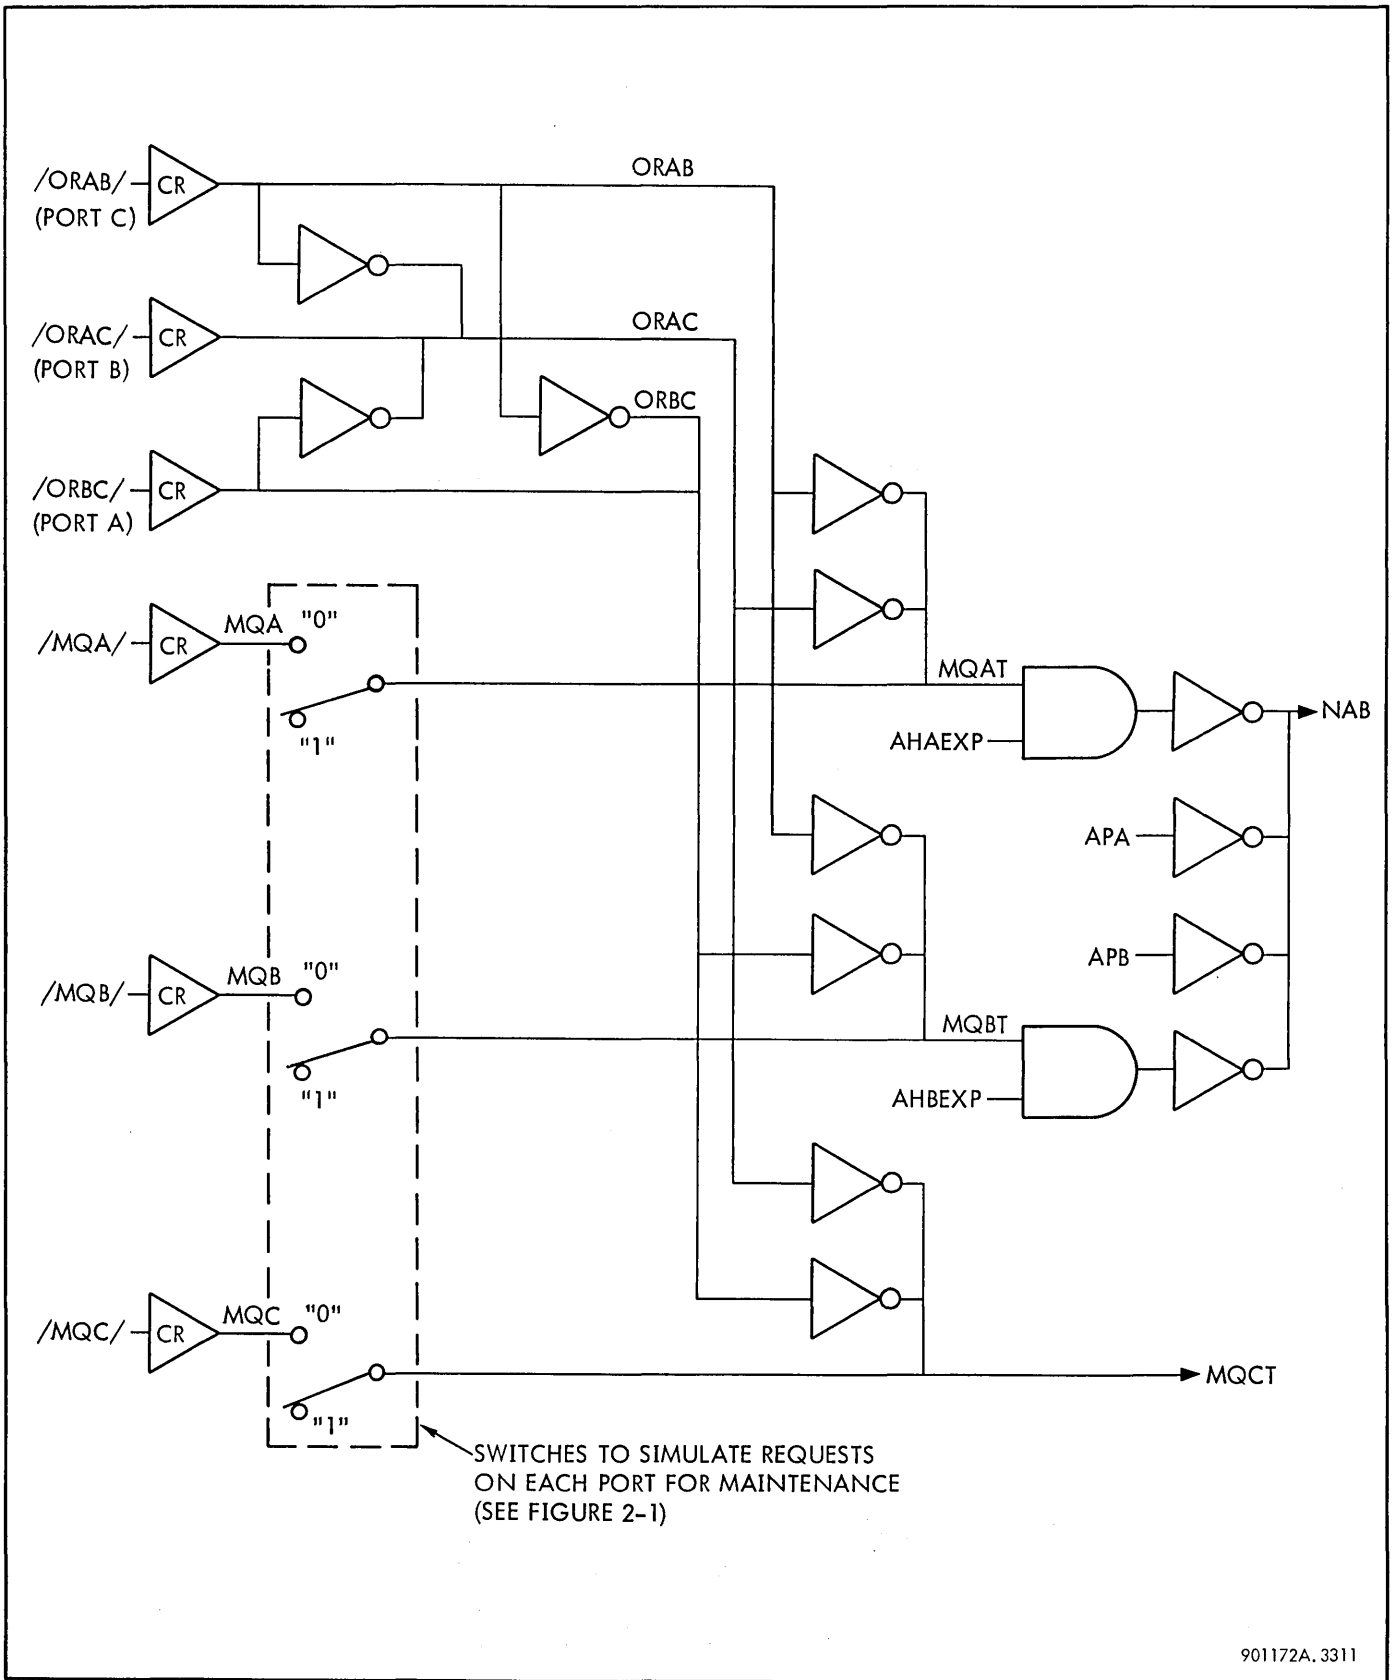 /ORAB/
(PORT C)
CR
ORAB
/ORAC/
(PORT B)
CR
ORAC
ORBC
/ORBC/
(PORT A)
CR
/MQA/
CR
MQA
"0"
"1"
MQAT
AHAEXP
NAB
APA
APB
/MQB/
CR
MQB
"0"
"1"
MQBT
AHBEXP
/MQC/
CR
MQC
"0"
"1"
MQCT
SWITCHES TO SIMULATE REQUESTS
ON EACH PORT FOR MAINTENANCE
(SEE FIGURE 2-1)
901172A.3311